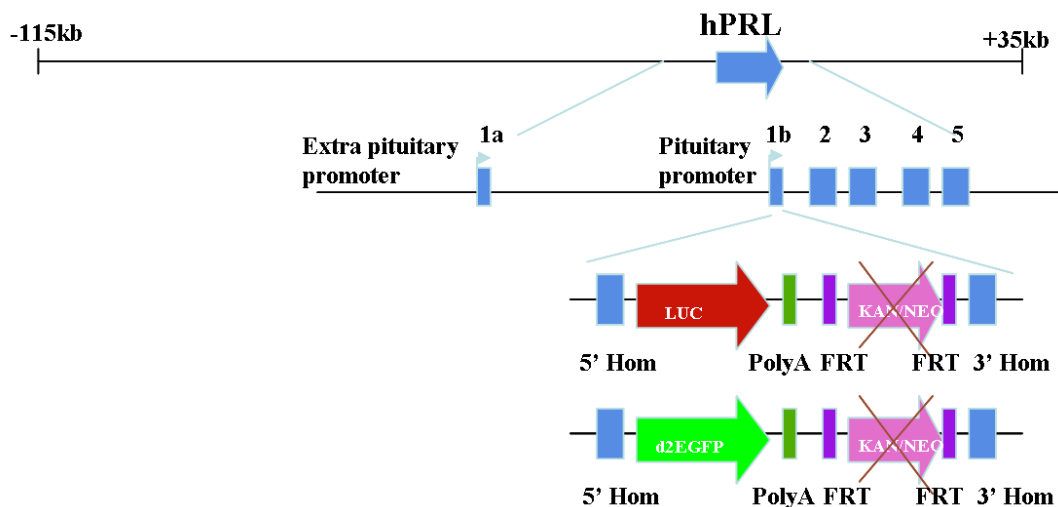 hPRL
-115kb
+35kb
1a
1b
2
3
4
5
Extra pituitary
promoter
Pituitary
promoter
LUC
KAN/NEO
5’ Hom
PolyA
FRT
FRT
3’ Hom
d2EGFP
KAN/NEO
5’ Hom
PolyA
FRT
FRT
3’ Hom